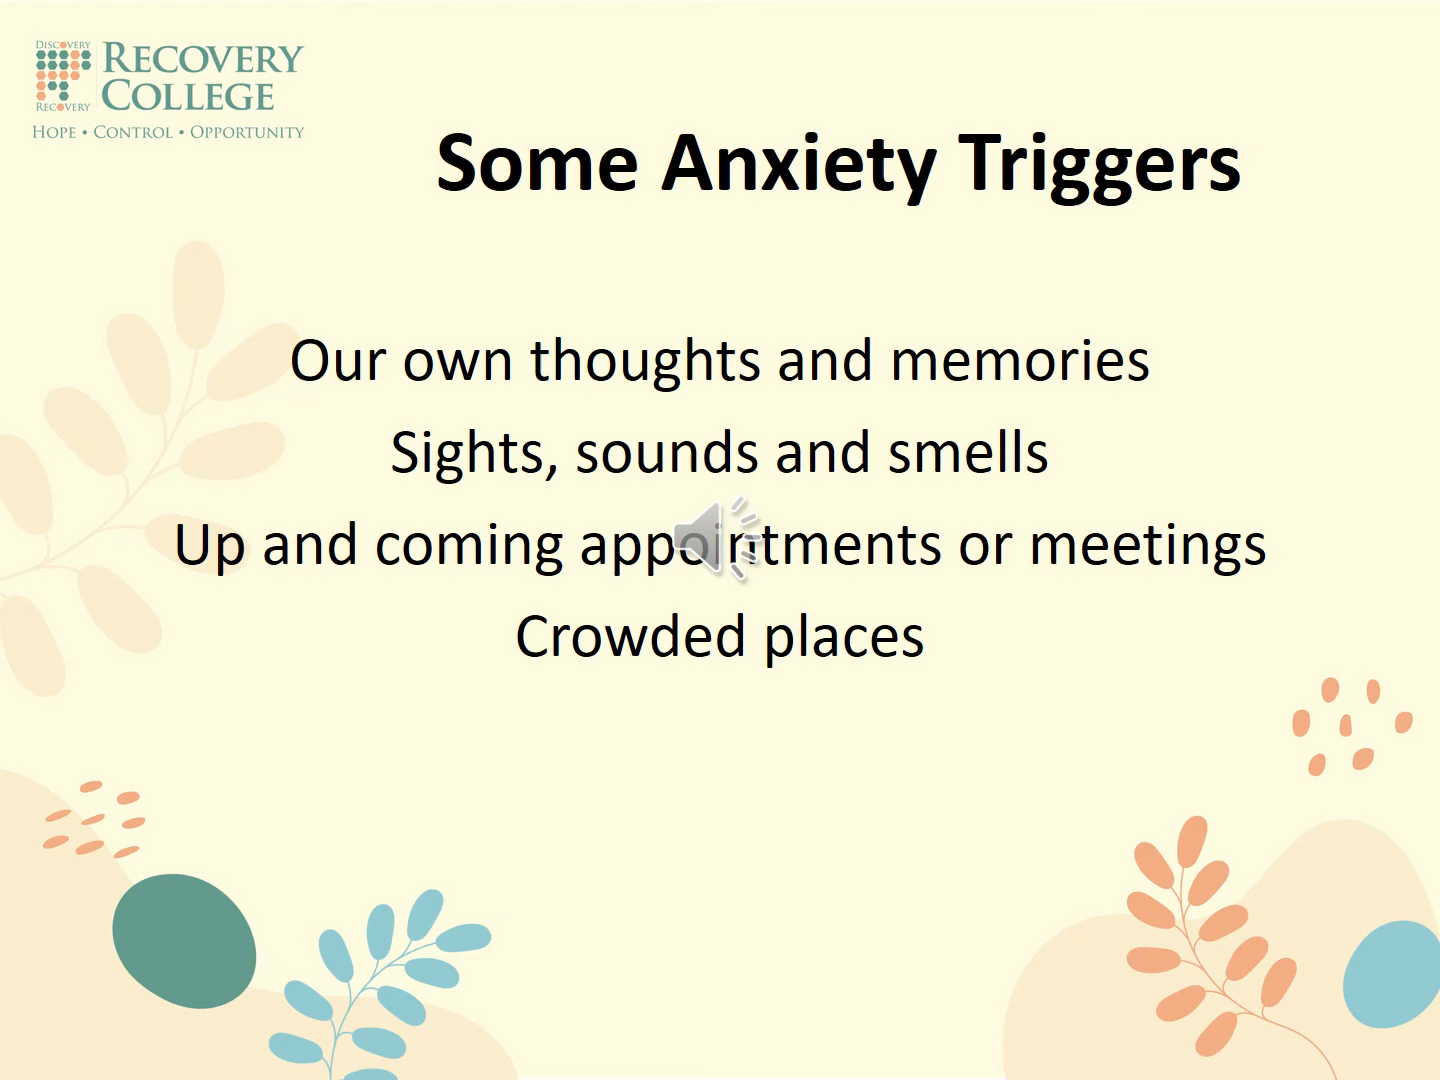 DISCOVERY
RECOVERY
RECOVERY
COLLEGE
HOPE • CONTROL • OPPORTUNITY
Some Anxiety Triggers
Our own thoughts and memories
Sights, sounds and smells
Up and coming appointments or meetings
Crowded places